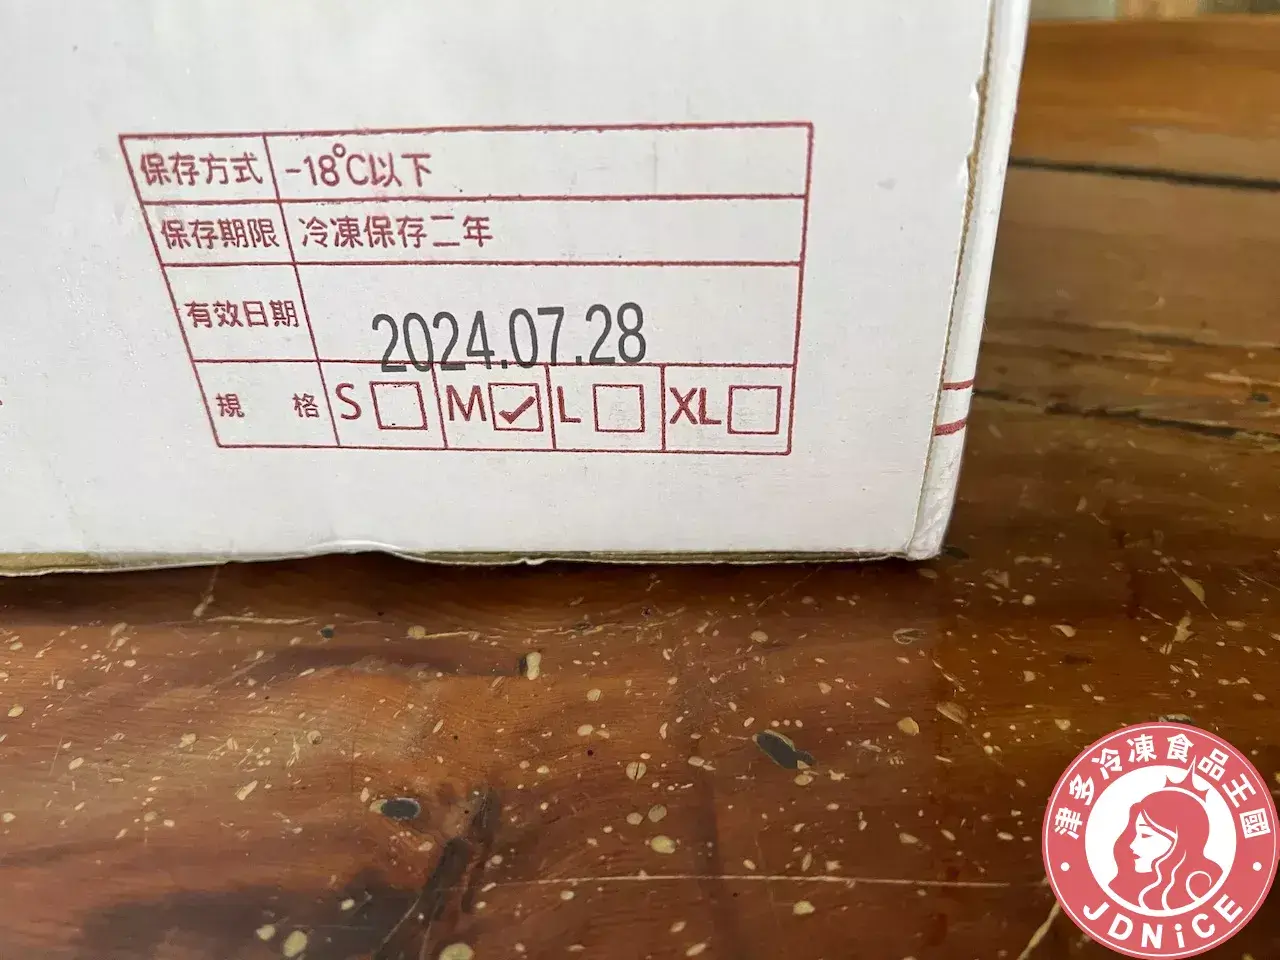 保存方式 -18℃以下
保存期限 冷凍保存二年
有效日期 2024.07.28
規格 S M ✓ L XL
津多冷凍食品王國
JDNiCE